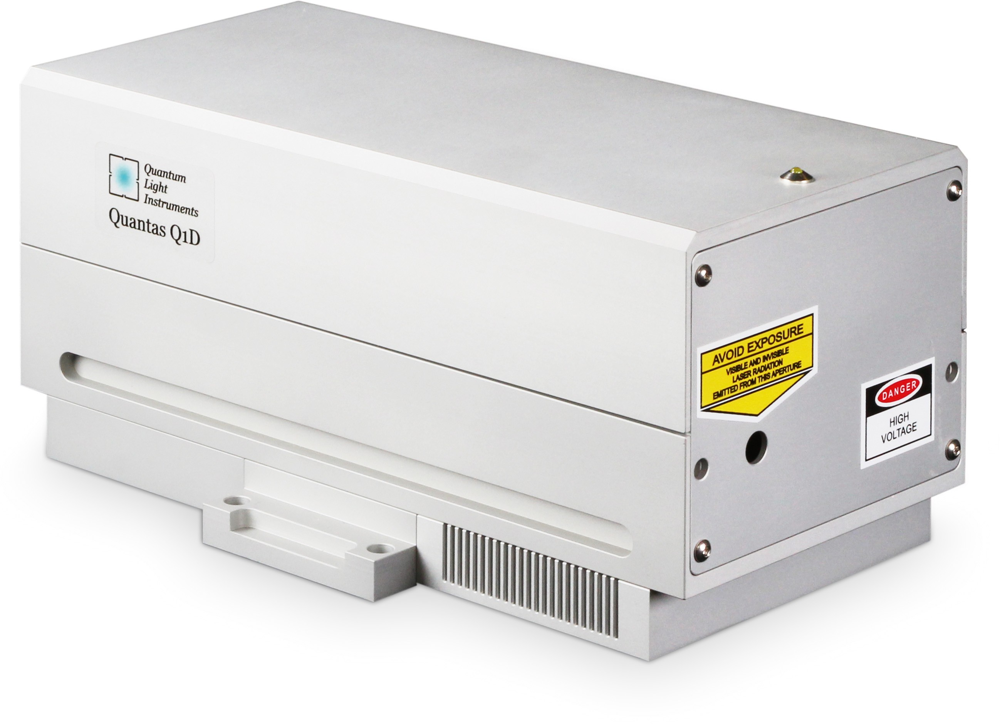 Quantum
Light
Instruments
Quantas Q1D
AVOID EXPOSURE
VISIBLE AND INVISIBLE
LASER RADIATION
EMITTED FROM THIS APERTURE
DANGER
HIGH
VOLTAGE